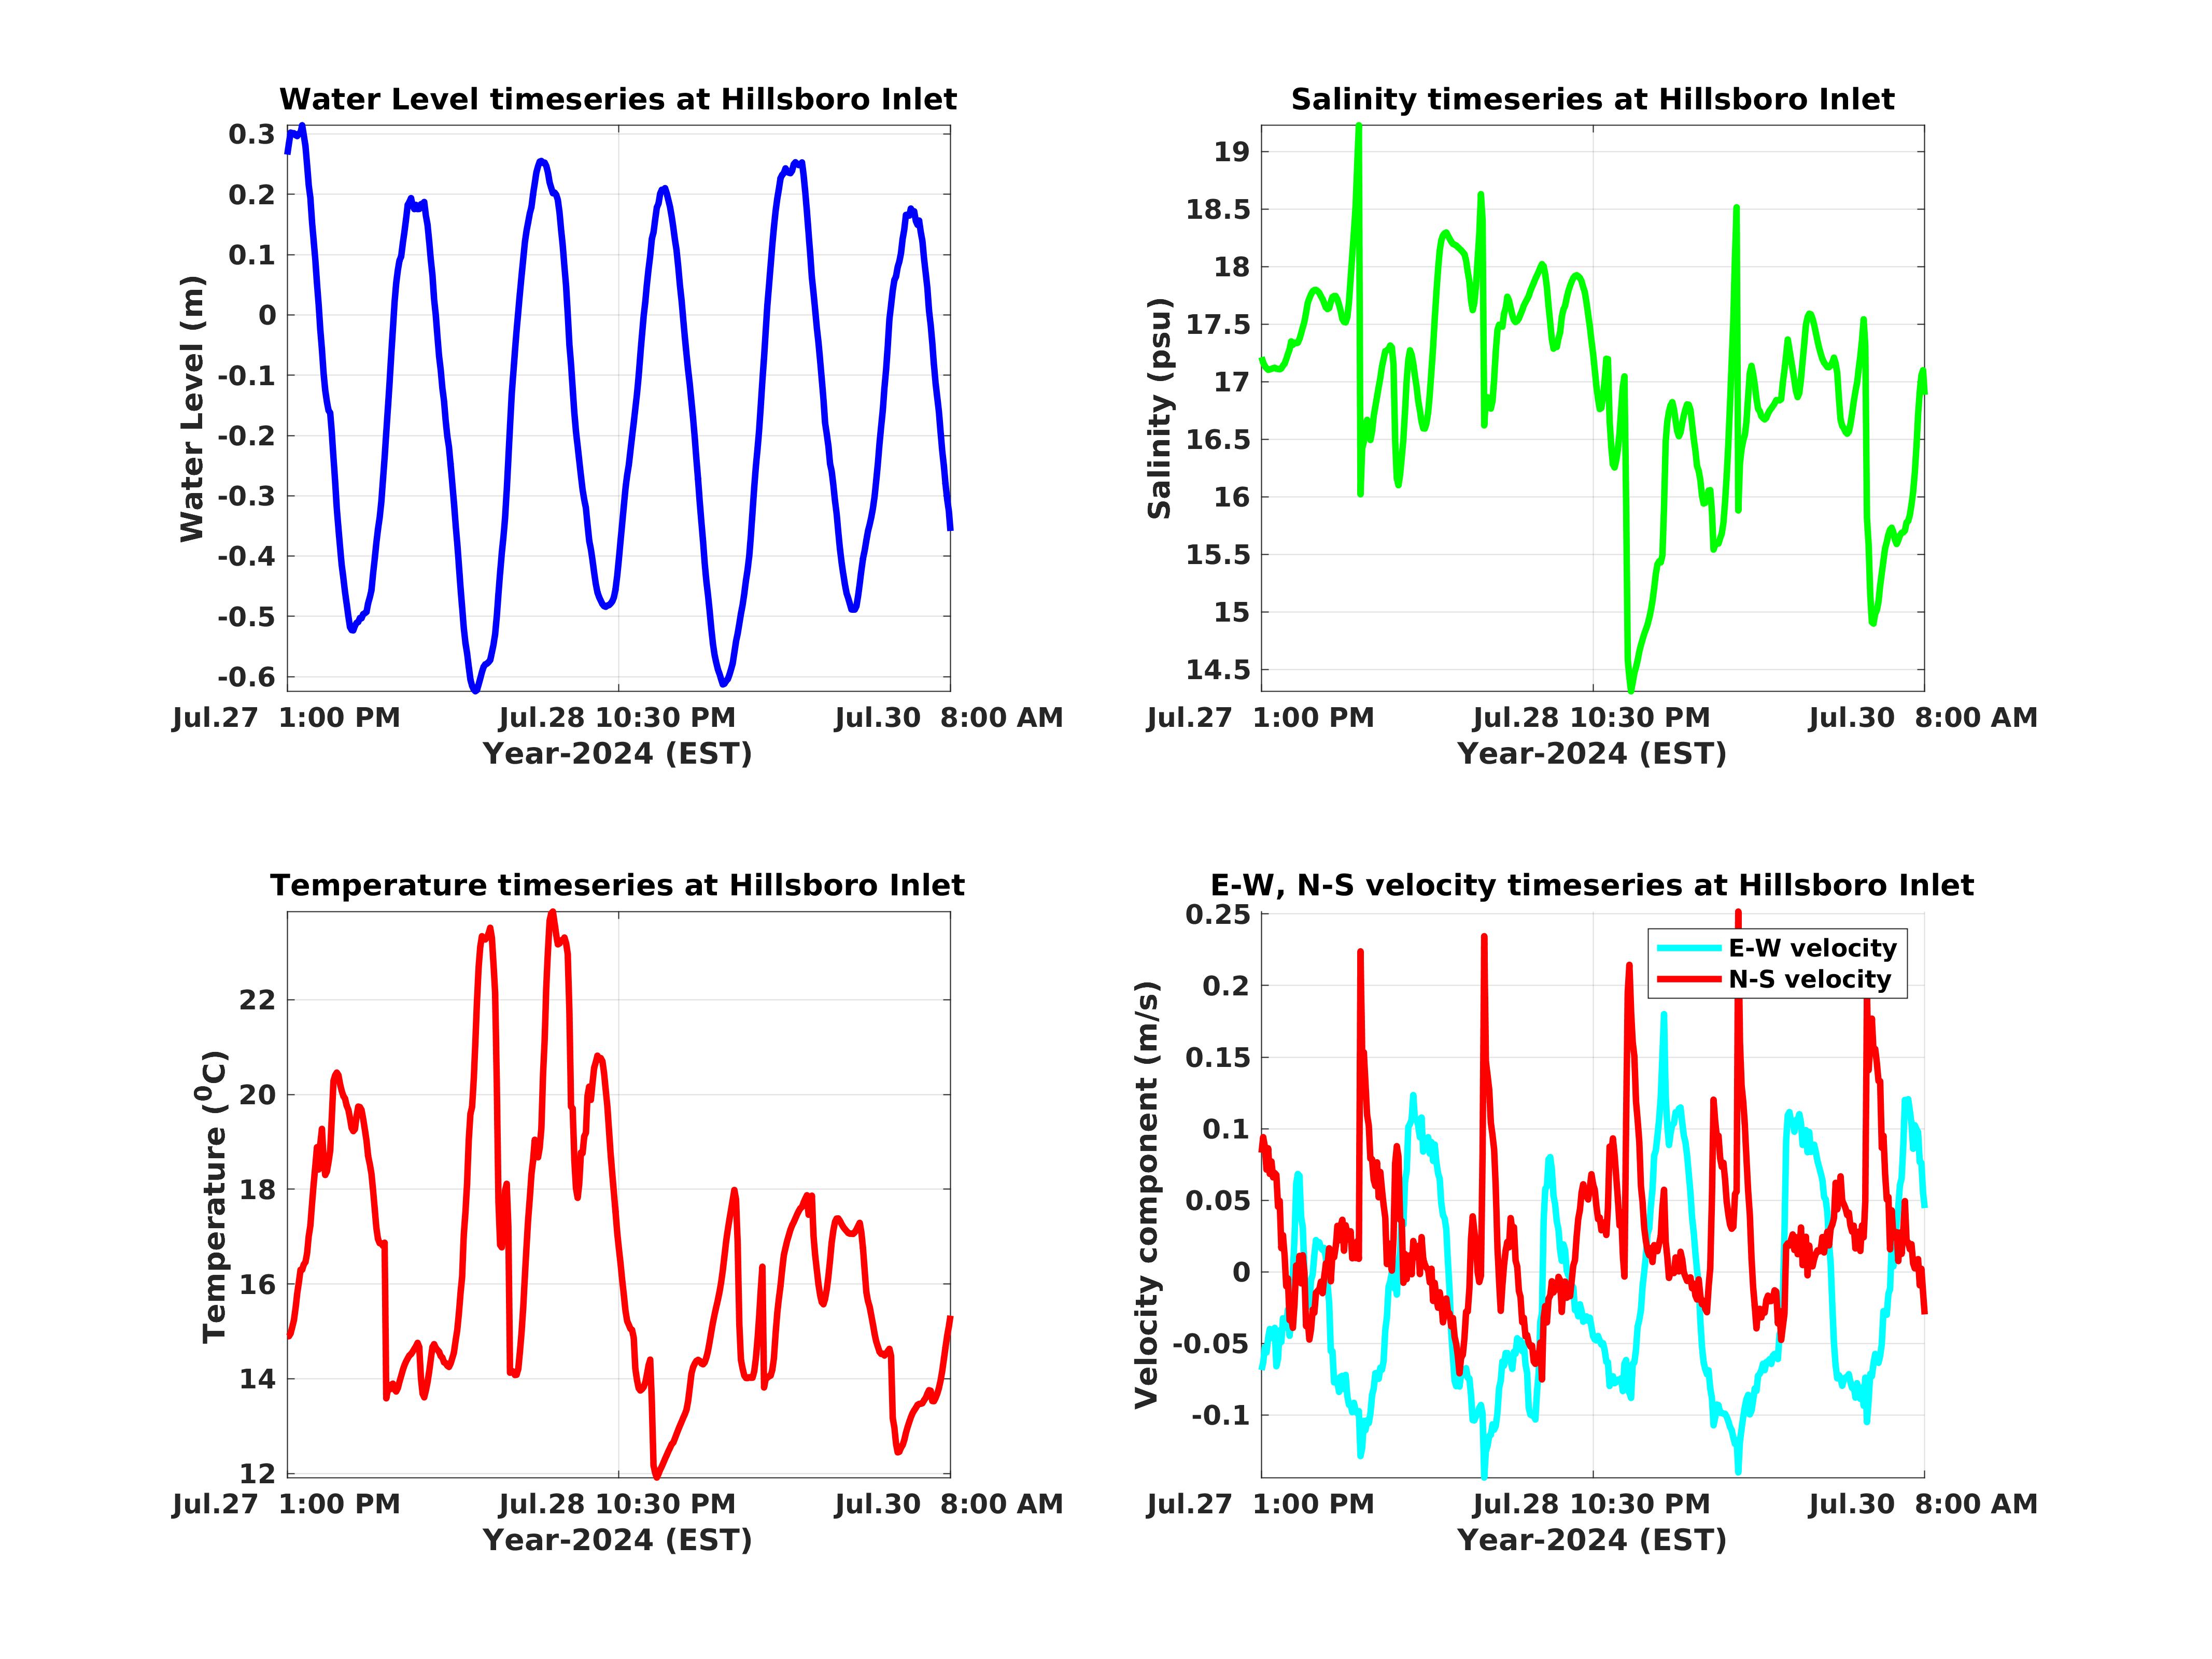 Water Level timeseries at Hillsboro Inlet
0.3
0.2
0.1
0
-0.1
-0.2
-0.3
-0.4
-0.5
-0.6
Water Level (m)
Jul.27 1:00 PM Jul.28 10:30 PM Jul.30 8:00 AM
Year-2024 (EST)
Salinity timeseries at Hillsboro Inlet
19
18.5
18
17.5
17
16.5
16
15.5
15
14.5
Salinity (psu)
Jul.27 1:00 PM Jul.28 10:30 PM Jul.30 8:00 AM
Year-2024 (EST)
Temperature timeseries at Hillsboro Inlet
22
20
18
16
14
12
Temperature (⁰C)
Jul.27 1:00 PM Jul.28 10:30 PM Jul.30 8:00 AM
Year-2024 (EST)
E-W, N-S velocity timeseries at Hillsboro Inlet
0.25
0.2
0.15
0.1
0.05
0
-0.05
-0.1
Velocity component (m/s)
E-W velocity
N-S velocity
Jul.27 1:00 PM Jul.28 10:30 PM Jul.30 8:00 AM
Year-2024 (EST)